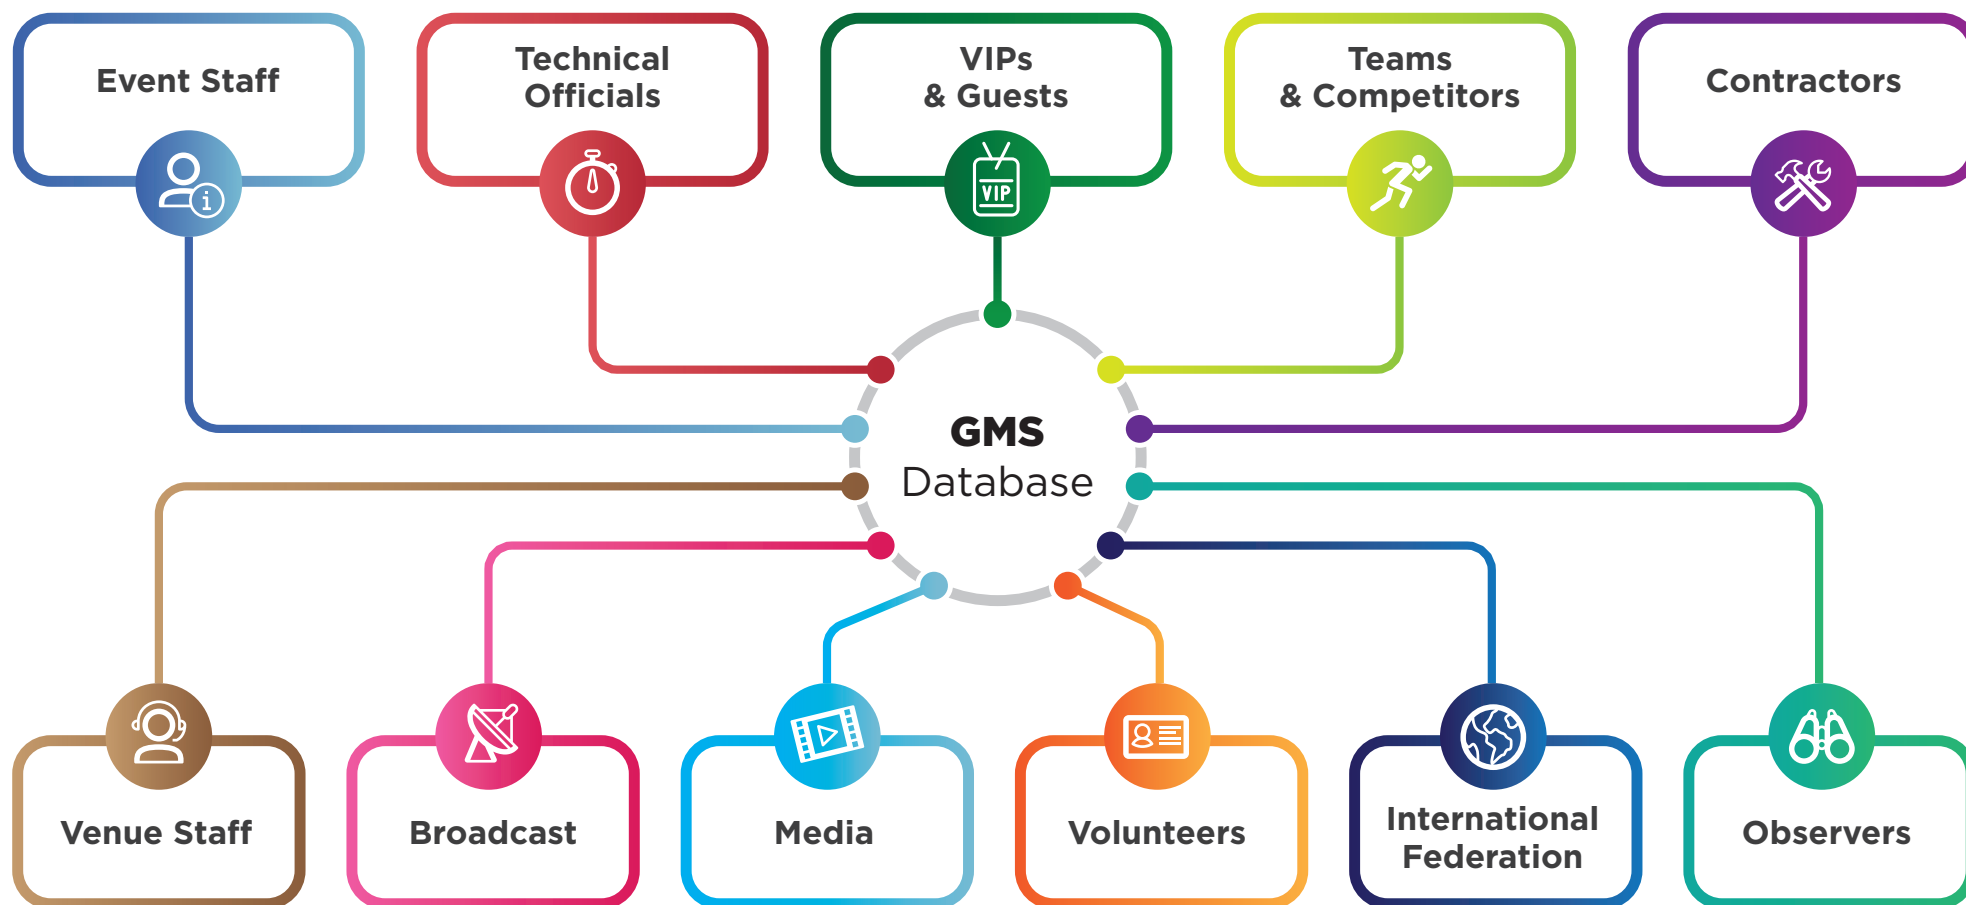 Event Staff
Technical
Officials
VIPs
& Guests
Teams
& Competitors
Contractors
i
VIP
GMS
Database
Venue Staff
Broadcast
Media
Volunteers
International
Federation
Observers